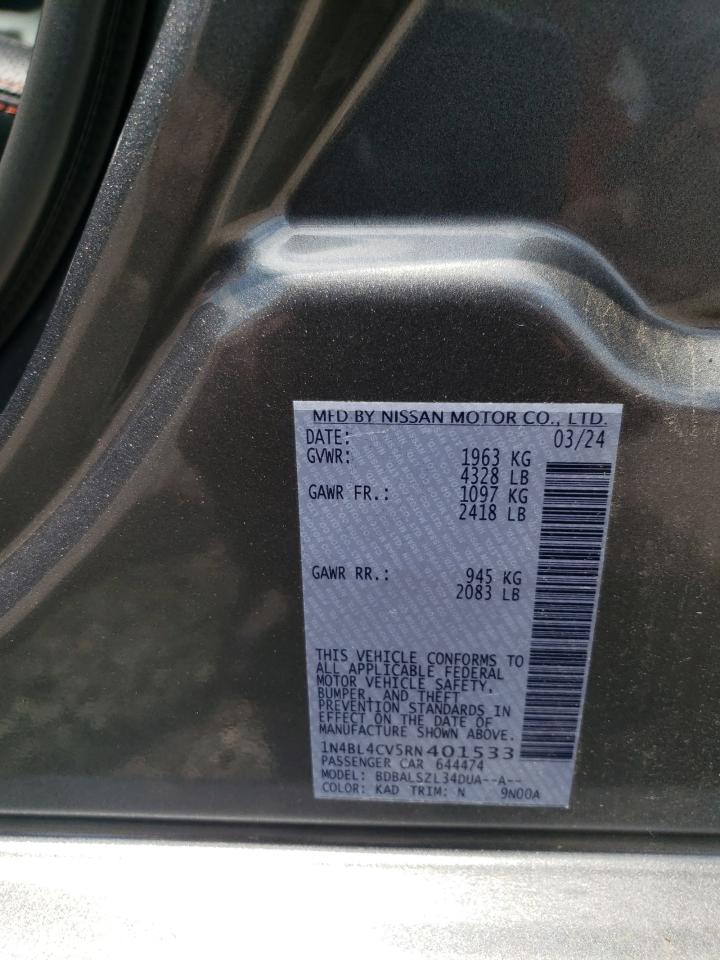 MFD BY NISSAN MOTOR CO., LTD.
DATE: 03/24
GVWR: 1963 KG
4328 LB
GAWR FR.: 1097 KG
2418 LB
GAWR RR.: 945 KG
2083 LB
THIS VEHICLE CONFORMS TO
ALL APPLICABLE FEDERAL
MOTOR VEHICLE SAFETY,
BUMPER, AND THEFT
PREVENTION STANDARDS IN
EFFECT ON THE DATE OF
MANUFACTURE SHOWN ABOVE.
1N4BL4CV5RN401533
PASSENGER CAR 644474
MODEL: BDBALSZL34DUA--A--
COLOR: KAD TRIM: N 9N00A